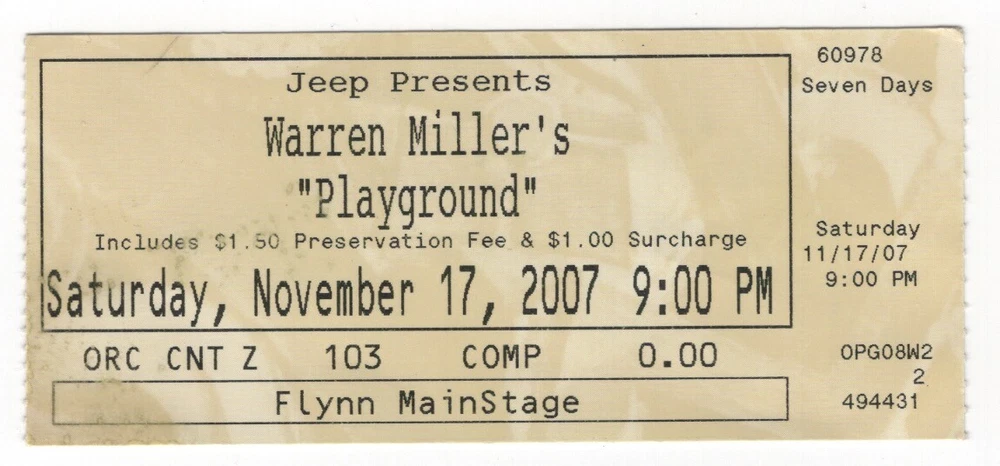 Jeep Presents
Warren Miller's
"Playground"
Includes $1.50 Preservation Fee & $1.00 Surcharge
Saturday, November 17, 2007 9:00 PM
ORC CNT Z 103 COMP 0.00
Flynn MainStage
60978
Seven Days
Saturday
11/17/07
9:00 PM
OPG08W2
2
494431